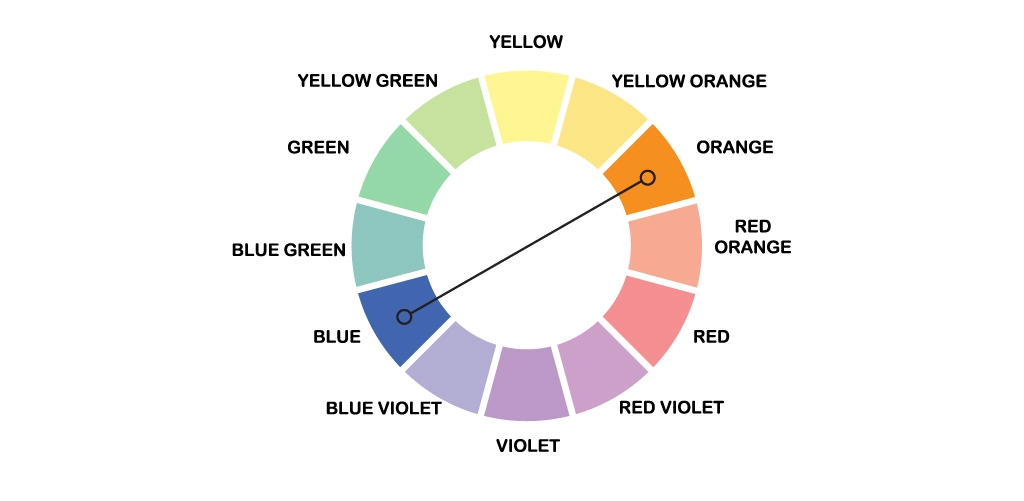 YELLOW
YELLOW GREEN
YELLOW ORANGE
GREEN
ORANGE
RED
ORANGE
BLUE GREEN
BLUE
RED
BLUE VIOLET
RED VIOLET
VIOLET